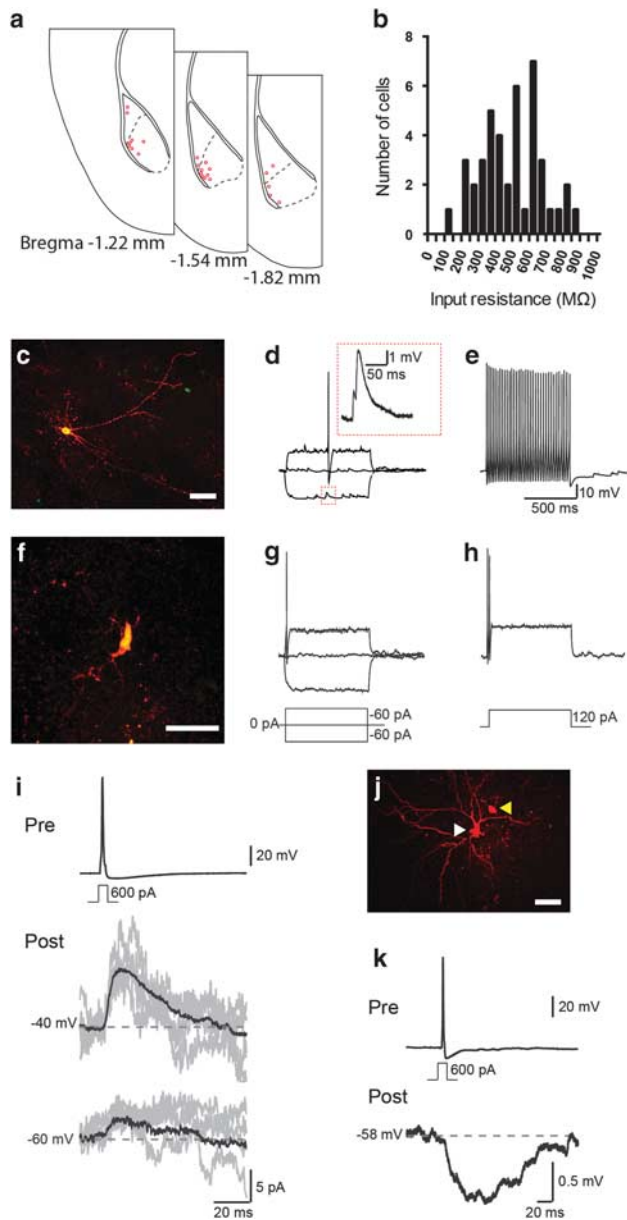 a
Bregma -1.22 mm
-1.54 mm
-1.82 mm
b
8
6
4
2
0
Number of cells
0
100
200
300
400
500
600
700
800
900
1000
Input resistance (MΩ)
c
d
1 mV
50 ms
e
10 mV
500 ms
f
g
0 pA
-60 pA
-60 pA
h
120 pA
i
Pre
20 mV
600 pA
Post
-40 mV
-60 mV
5 pA
20 ms
j
k
Pre
20 mV
600 pA
Post
-58 mV
0.5 mV
20 ms